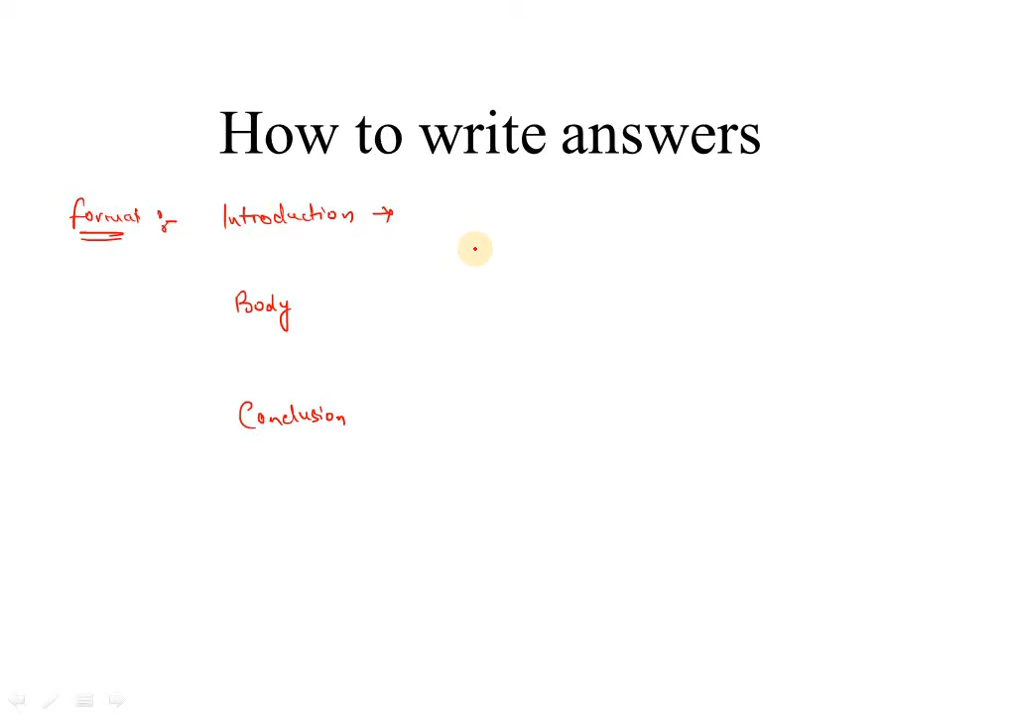 How to write answers
format :- Introduction →
Body
Conclusion